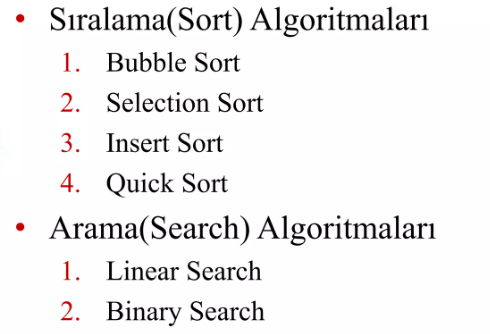 • Sıralama(Sort) Algoritmaları
1. Bubble Sort
2. Selection Sort
3. Insert Sort
4. Quick Sort
• Arama(Search) Algoritmaları
1. Linear Search
2. Binary Search